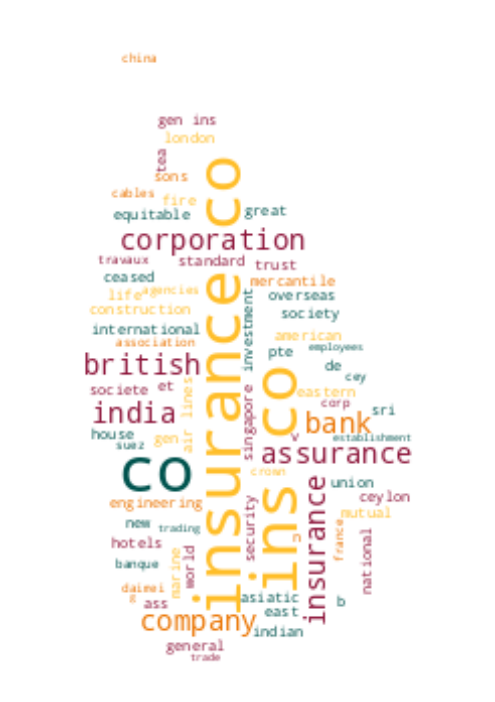 china
gen ins
london
tea
sons
cables
fire
insurance co
equitable
great
corporation
travaux
standard
trust
ceased
mercantile
life
agencies
overseas
investment
construction
society
international
american
association
employees
pte
british
de
cey
societe
et
air lines
ins co
eastern
singapore
corp
india
sri
bank
house
v
establishment
suez
gen
assurance
co
crown
union
insurance
ceylon
engineering
security
mutual
new
trading
france
national
hotels
marine
world
banque
daimei
asiatic
ass
b
east
company
indian
general
trade